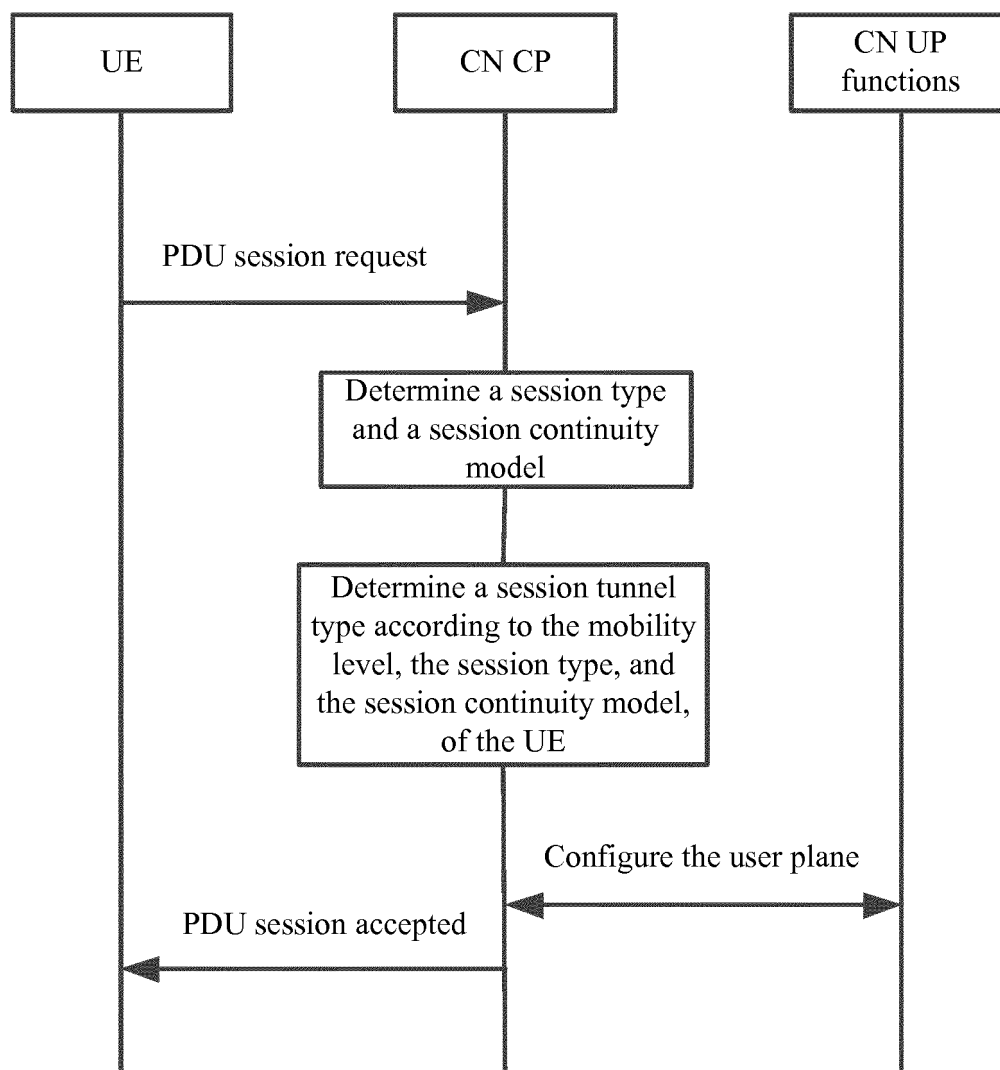 UE
CN CP
CN UP
functions
PDU session request
Determine a session type
and a session continuity
model
Determine a session tunnel
type according to the mobility
level, the session type, and
the session continuity model,
of the UE
Configure the user plane
PDU session accepted